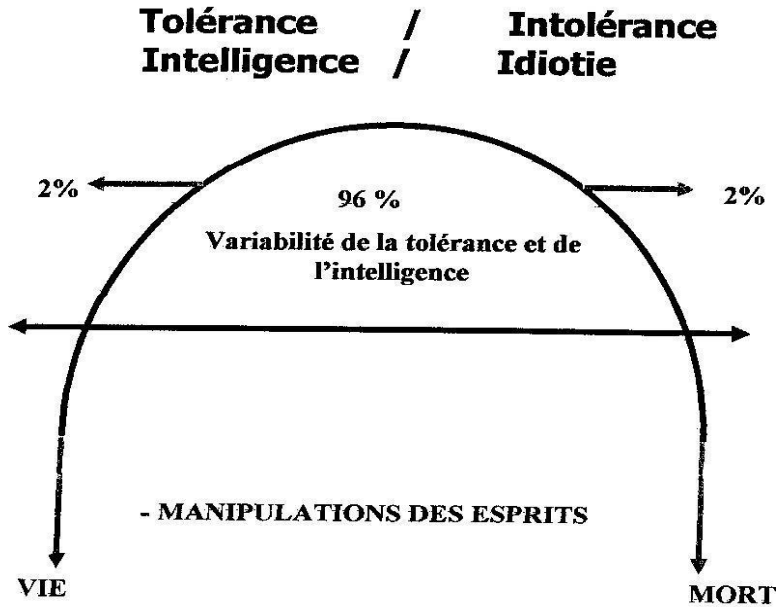 Tolérance / Intolérance
Intelligence / Idiotie
2%
96 %
2%
Variabilité de la tolérance et de
l'intelligence
- MANIPULATIONS DES ESPRITS
VIE
MORT